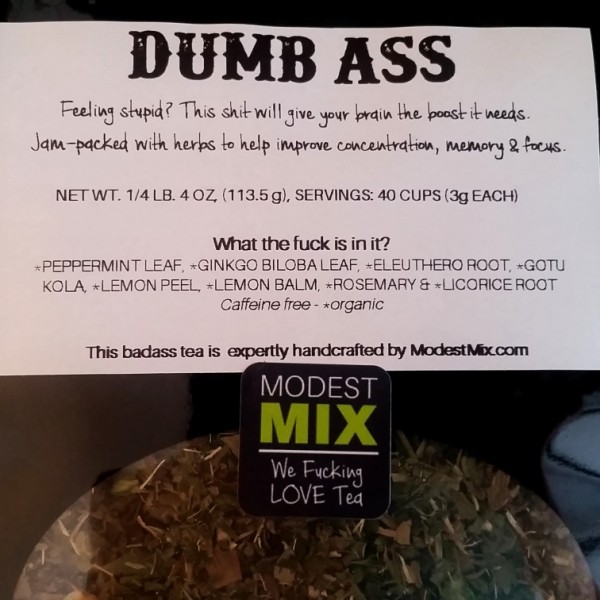 DUMB ASS
Feeling stupid? This shit will give your brain the boost it needs.
Jam-packed with herbs to help improve concentration, memory & focus.
NET WT. 1/4 LB. 4 OZ, (113.5 g), SERVINGS: 40 CUPS (3g EACH)
What the fuck is in it?
*PEPPERMINT LEAF, *GINKGO BILOBA LEAF, *ELEUTHERO ROOT, *GOTU
KOLA, *LEMON PEEL, *LEMON BALM, *ROSEMARY & *LICORICE ROOT
Caffeine free - *organic
This badass tea is expertly handcrafted by ModestMix.com
MODEST
MIX
We Fucking
LOVE Tea